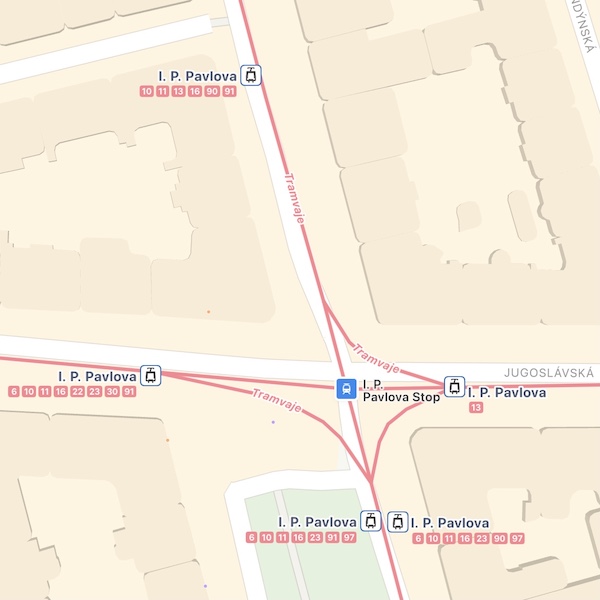 NDÝNSKÁ
I. P. Pavlova
10 11 13 16 90 91
Tramvaje
Tramvaje
JUGOSLÁVSKÁ
I. P. Pavlova
6 10 11 16 22 23 30 91
I. P.
Pavlova Stop
I. P. Pavlova
13
Tramvaje
I. P. Pavlova
6 10 11 16 23 91 97
I. P. Pavlova
6 10 11 16 23 90 97